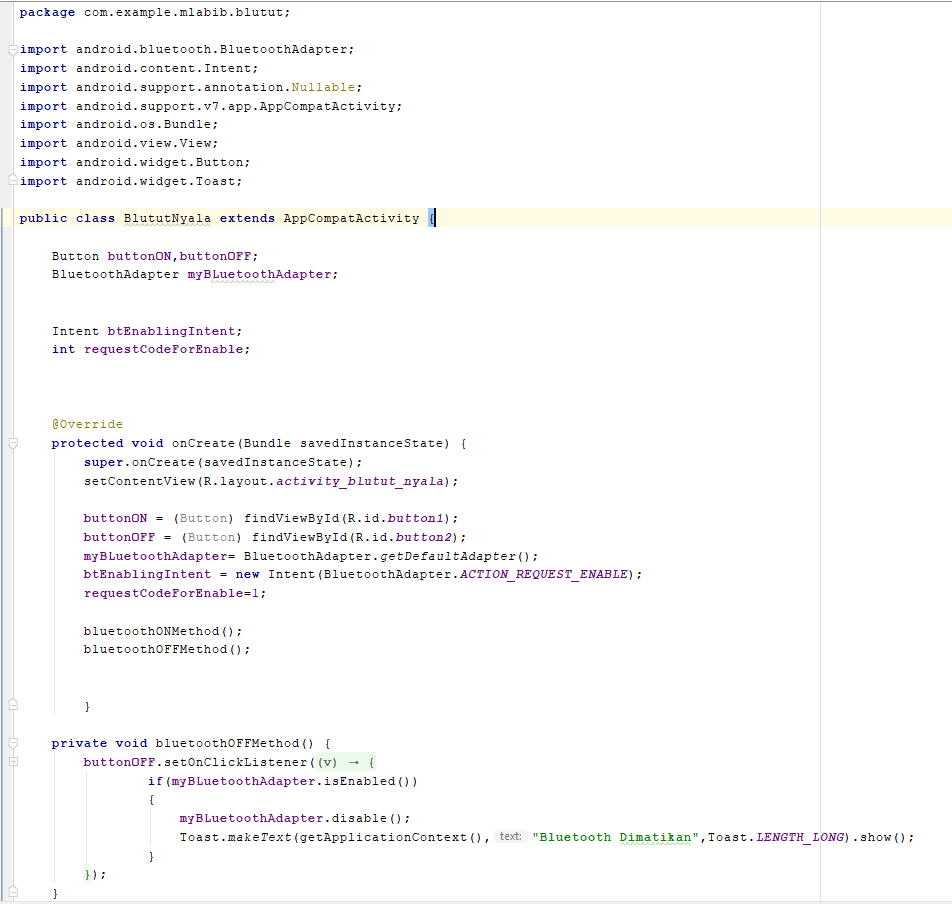 package com.example.mlabib.blutut;
import android.bluetooth.BluetoothAdapter;
import android.content.Intent;
import android.support.annotation.Nullable;
import android.support.v7.app.AppCompatActivity;
import android.os.Bundle;
import android.view.View;
import android.widget.Button;
import android.widget.Toast;
public class BlututNyala extends AppCompatActivity {
Button buttonON,buttonOFF;
BluetoothAdapter myBLuetoothAdapter;
Intent btEnablingIntent;
int requestCodeForEnable;
@Override
protected void onCreate(Bundle savedInstanceState) {
super.onCreate(savedInstanceState);
setContentView(R.layout.activity_blutut_nyala);
buttonON = (Button) findViewById(R.id.button1);
buttonOFF = (Button) findViewById(R.id.button2);
myBLuetoothAdapter= BluetoothAdapter.getDefaultAdapter();
btEnablingIntent = new Intent(BluetoothAdapter.ACTION_REQUEST_ENABLE);
requestCodeForEnable=1;
bluetoothONMethod();
bluetoothOFFMethod();
}
private void bluetoothOFFMethod() {
buttonOFF.setOnClickListener((v) → {
if(myBLuetoothAdapter.isEnabled())
{
myBLuetoothAdapter.disable();
Toast.makeText(getApplicationContext(), text: "Bluetooth Dimatikan",Toast.LENGTH_LONG).show();
}
});
}